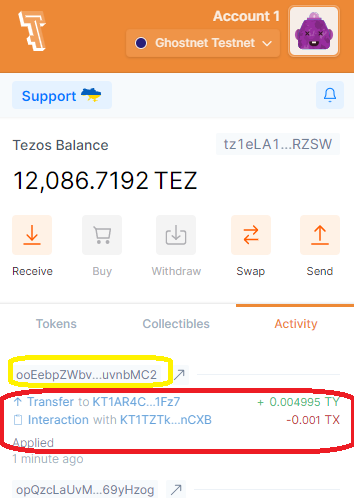 Account 1
Ghostnet Testnet
Support
Tezos Balance tz1eLA1...RZSW
12,086.7192 TEZ
Receive Buy Withdraw Swap Send
Tokens Collectibles Activity
ooEebpZWbv...uvnbMC2
Transfer to KT1AR4C...1Fz7 + 0.004995 TY
Interaction with KT1TZTk...nCXB -0.001 TX
Applied
1 minute ago
opQzcLaUvM...69yHzog